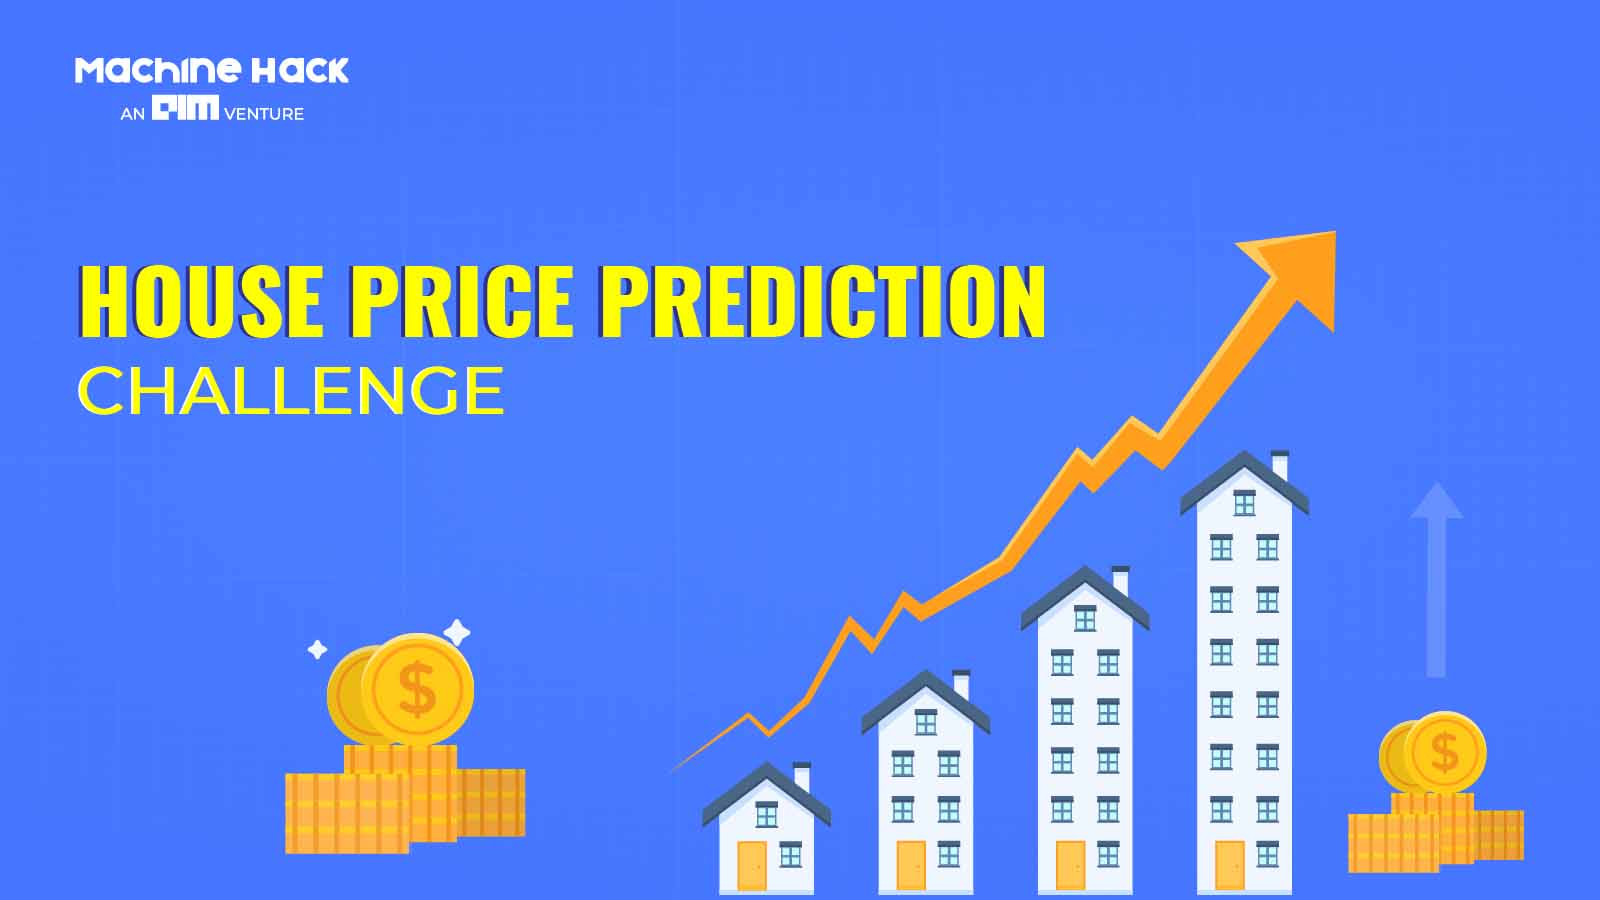 Machine Hack
AN AIM VENTURE
HOUSE PRICE PREDICTION
CHALLENGE
$
$